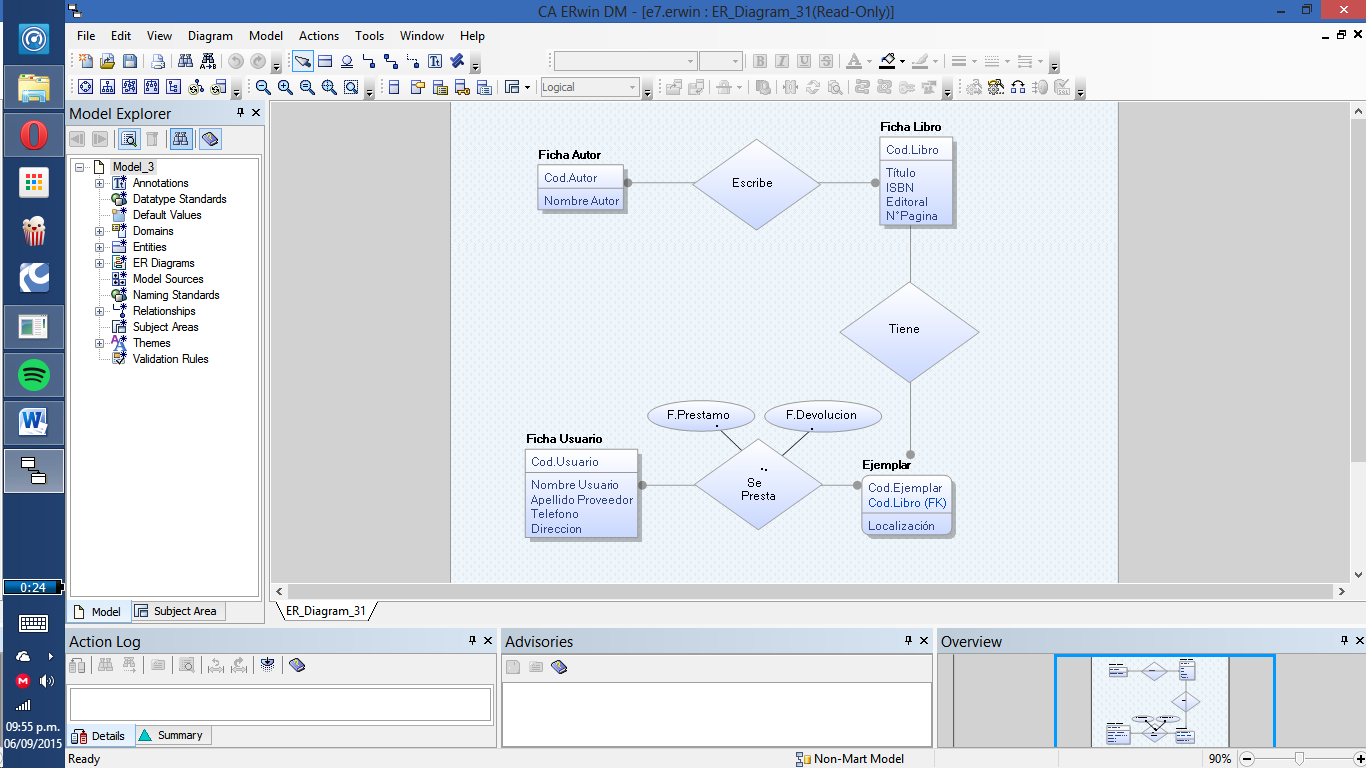 CA ERwin DM - [e7.erwin : ER_Diagram_31(Read-Only)]
File Edit View Diagram Model Actions Tools Window Help
Logical
Model Explorer
Model_3
Annotations
Datatype Standards
Default Values
Domains
Entities
ER Diagrams
Model Sources
Naming Standards
Relationships
Subject Areas
Themes
Validation Rules
Model
Subject Area
Ficha Autor
Cod.Autor
Nombre Autor
Escribe
Ficha Libro
Cod.Libro
Título
ISBN
Editoral
N°Pagina
Tiene
F.Prestamo
F.Devolucion
Ficha Usuario
Cod.Usuario
Nombre Usuario
Apellido Proveedor
Telefono
Direccion
Se
Presta
Ejemplar
Cod.Ejemplar
Cod.Libro (FK)
Localización
ER_Diagram_31
Action Log
Details
Summary
Advisories
Overview
Ready
Non-Mart Model
90%
0:24
09:55 p.m.
06/09/2015